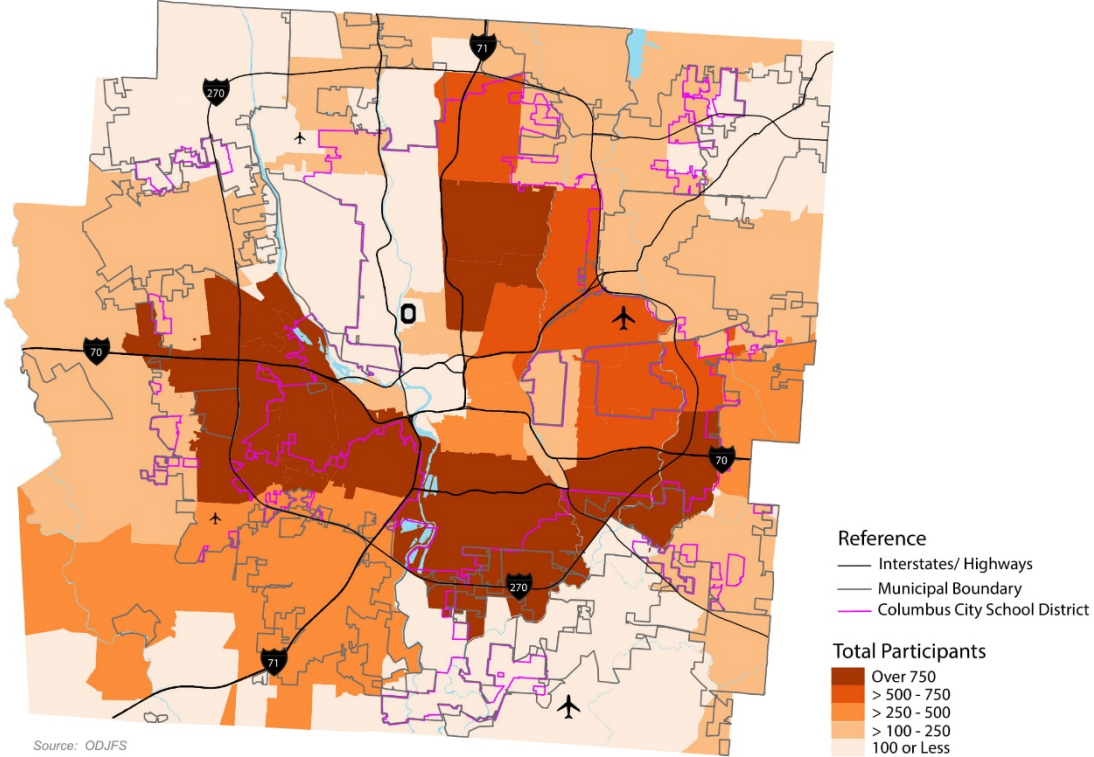 71
270
70
70
270
71
Reference
Interstates/ Highways
Municipal Boundary
Columbus City School District
Total Participants
Over 750
> 500 - 750
> 250 - 500
> 100 - 250
100 or Less
Source: ODJFS